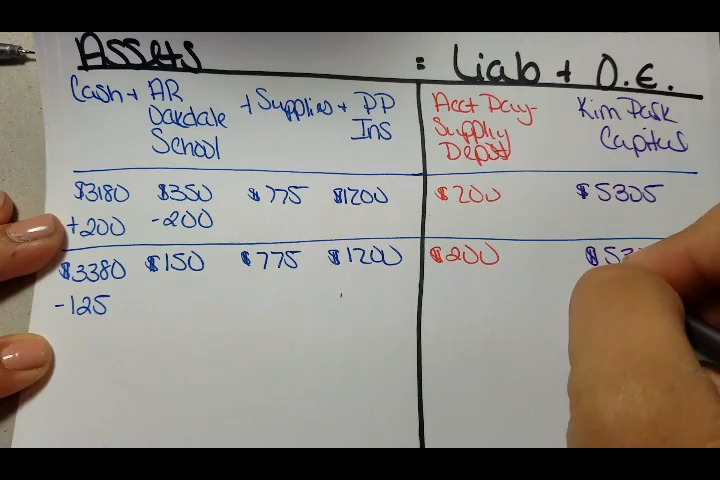 Assets = Liab + O.E.
Cash + AR + Supplies + PP Acct Pay- Kim Park
Oakdale Ins Supply Capital
School Depot
$3180 $350 $775 $1200 $200 $5305
+200 -200
$3380 $150 $775 $1200 $200
-125